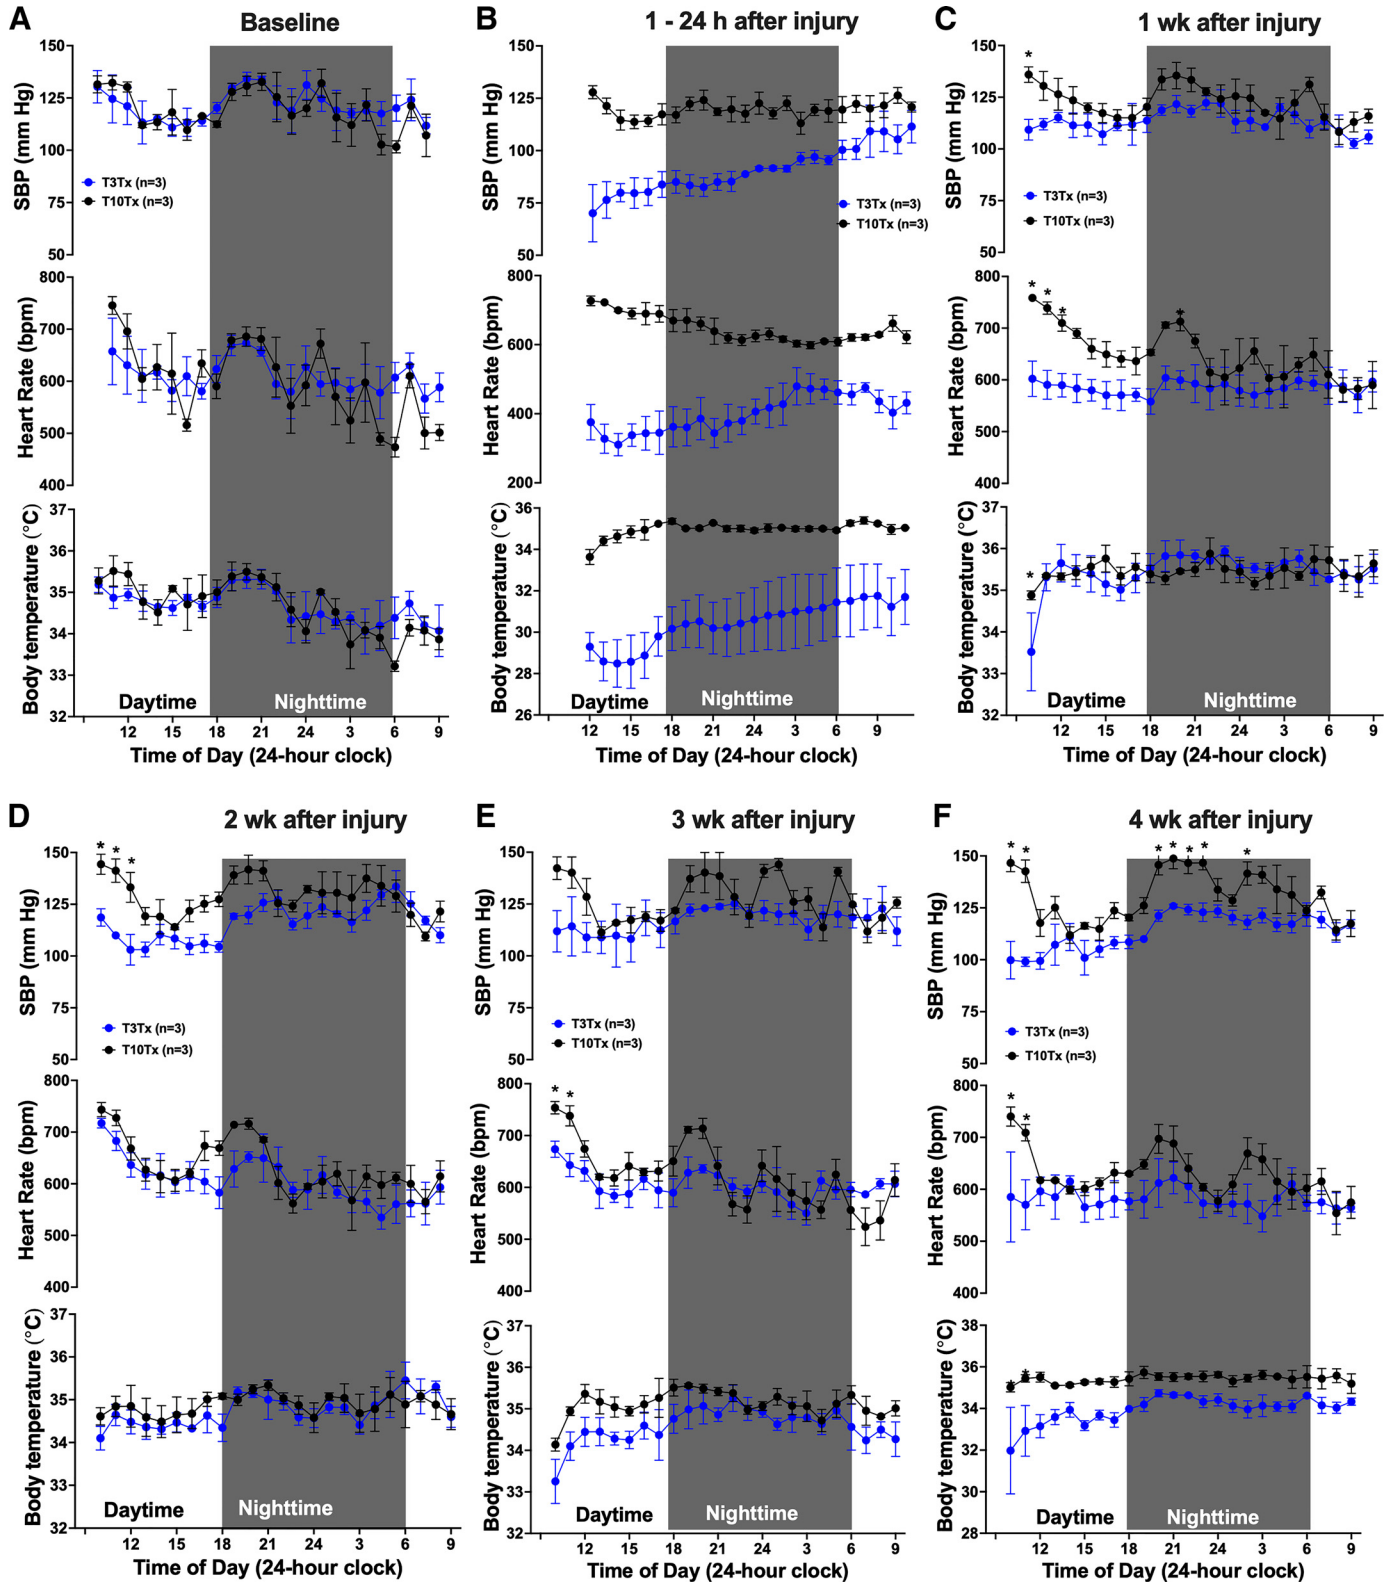 A
Baseline
SBP (mm Hg)
150
125
100
75
50
T3Tx (n=3)
T10Tx (n=3)
Heart Rate (bpm)
800
700
600
500
400
Body temperature (°C)
37
36
35
34
33
32
Daytime
Nighttime
12 15 18 21 24 3 6 9
Time of Day (24-hour clock)
B
1 - 24 h after injury
SBP (mm Hg)
150
125
100
75
50
T3Tx (n=3)
T10Tx (n=3)
Heart Rate (bpm)
800
600
400
200
Body temperature (°C)
36
34
32
30
28
26
Daytime
Nighttime
12 15 18 21 24 3 6 9
Time of Day (24-hour clock)
C
1 wk after injury
SBP (mm Hg)
150
125
100
75
50
*
T3Tx (n=3)
T10Tx (n=3)
Heart Rate (bpm)
800
700
600
500
400
* * * *
Body temperature (°C)
37
36
35
34
33
32
*
Daytime
Nighttime
12 15 18 21 24 3 6 9
Time of Day (24-hour clock)
D
2 wk after injury
SBP (mm Hg)
150
125
100
75
50
* * *
T3Tx (n=3)
T10Tx (n=3)
Heart Rate (bpm)
800
700
600
500
400
Body temperature (°C)
37
36
35
34
33
32
Daytime
Nighttime
12 15 18 21 24 3 6 9
Time of Day (24-hour clock)
E
3 wk after injury
SBP (mm Hg)
150
125
100
75
50
T3Tx (n=3)
T10Tx (n=3)
Heart Rate (bpm)
800
700
600
500
400
* *
Body temperature (°C)
37
36
35
34
33
32
Daytime
Nighttime
12 15 18 21 24 3 6 9
Time of Day (24-hour clock)
F
4 wk after injury
SBP (mm Hg)
150
125
100
75
50
* * * * * * *
T3Tx (n=3)
T10Tx (n=3)
Heart Rate (bpm)
800
700
600
500
400
* *
Body temperature (°C)
38
36
34
32
30
28
* *
Daytime
Nighttime
12 15 18 21 24 3 6 9
Time of Day (24-hour clock)